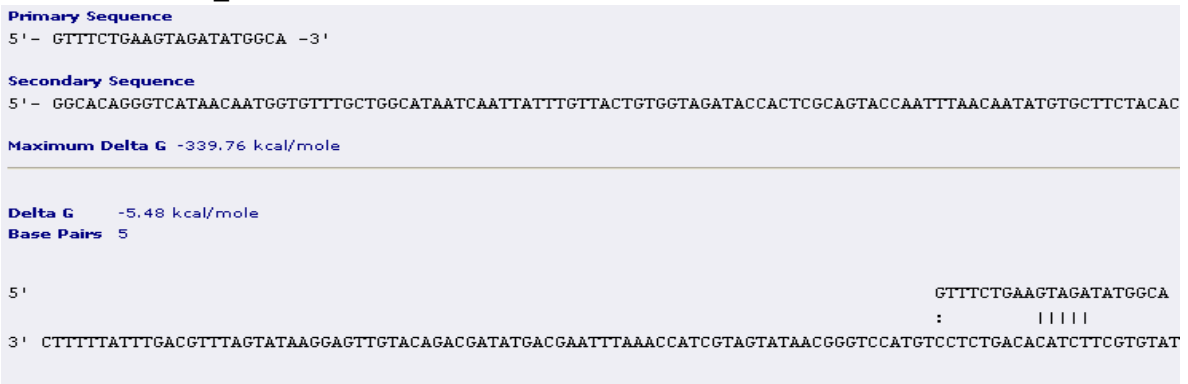 Primary Sequence
5'- GTTTCTGAAGTAGATATGGCA -3'
Secondary Sequence
5'- GGCACAGGGTCATAACAATGGTGTTTGCTGGCATAATCAATTATTTGTTACTGTGGTAGATACCACTCGCAGTACCAATTTAACAATATGTGCTTCTACAC
Maximum Delta G -339.76 kcal/mole
Delta G -5.48 kcal/mole
Base Pairs 5
5' GTTTCTGAAGTAGATATGGCA
: |||||
3' CTTTTTATTTGACGTTTAGTATAAGGAGTTGTACAGACGATATGACGAATTTAAACCATCGTAGTATAACGGGTCCATGTCCTCTGACACATCTTCGTGTAT